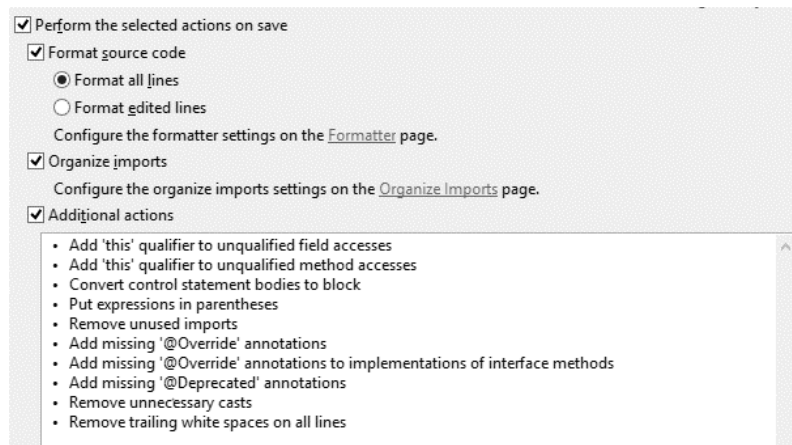 Perform the selected actions on save
Format source code
Format all lines
Format edited lines
Configure the formatter settings on the Formatter page.
Organize imports
Configure the organize imports settings on the Organize Imports page.
Additional actions
• Add 'this' qualifier to unqualified field accesses
• Add 'this' qualifier to unqualified method accesses
• Convert control statement bodies to block
• Put expressions in parentheses
• Remove unused imports
• Add missing '@Override' annotations
• Add missing '@Override' annotations to implementations of interface methods
• Add missing '@Deprecated' annotations
• Remove unnecessary casts
• Remove trailing white spaces on all lines